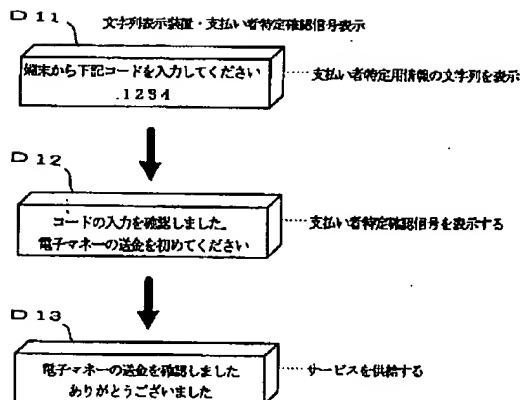 D 11 文字列表示装置・支払い者特定確認信号表示
端末から下記コードを入力してください ……支払い者特定用情報の文字列を表示
.1234
D 12
コードの入力を確認しました。 ……支払い者特定確認信号を表示する
電子マネーの送金を初めてください
D 13
電子マネーの送金を確認しました ……サービスを供給する
ありがとうございました